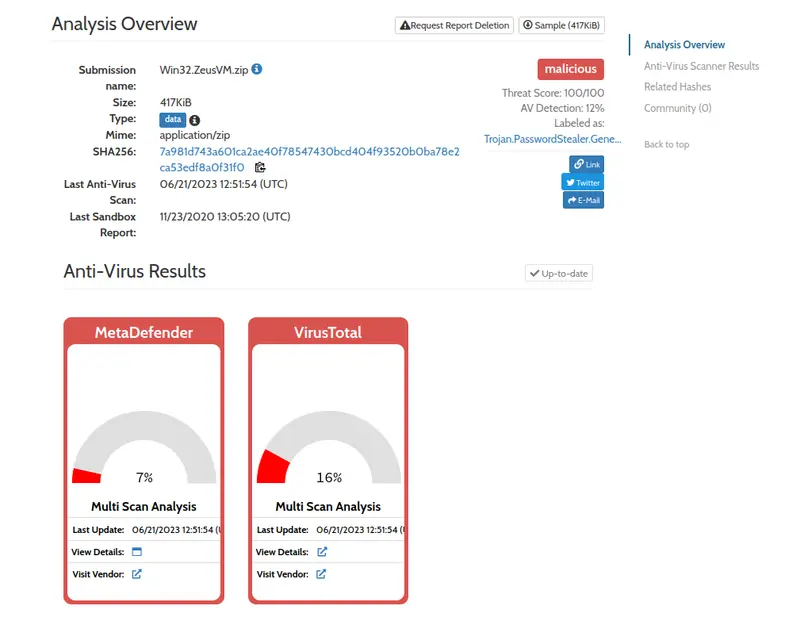 Analysis Overview
Request Report Deletion
Sample (417KiB)
Submission name: Win32.ZeusVM.zip
Size: 417KiB
Type: data
Mime: application/zip
SHA256: 7a981d743a601ca2ae40f78547430bcd404f93520b0ba78e2
ca53edf8a0f31f0
Last Anti-Virus Scan: 06/21/2023 12:51:54 (UTC)
Last Sandbox Report: 11/23/2020 13:05:20 (UTC)
malicious
Threat Score: 100/100
AV Detection: 12%
Labeled as:
Trojan.PasswordStealer.Gene...
Link
Twitter
E-Mail
Analysis Overview
Anti-Virus Scanner Results
Related Hashes
Community (0)
Back to top
Anti-Virus Results
Up-to-date
MetaDefender
7%
Multi Scan Analysis
Last Update: 06/21/2023 12:51:54 (U
View Details:
Visit Vendor:
VirusTotal
16%
Multi Scan Analysis
Last Update: 06/21/2023 12:51:54 (
View Details:
Visit Vendor: